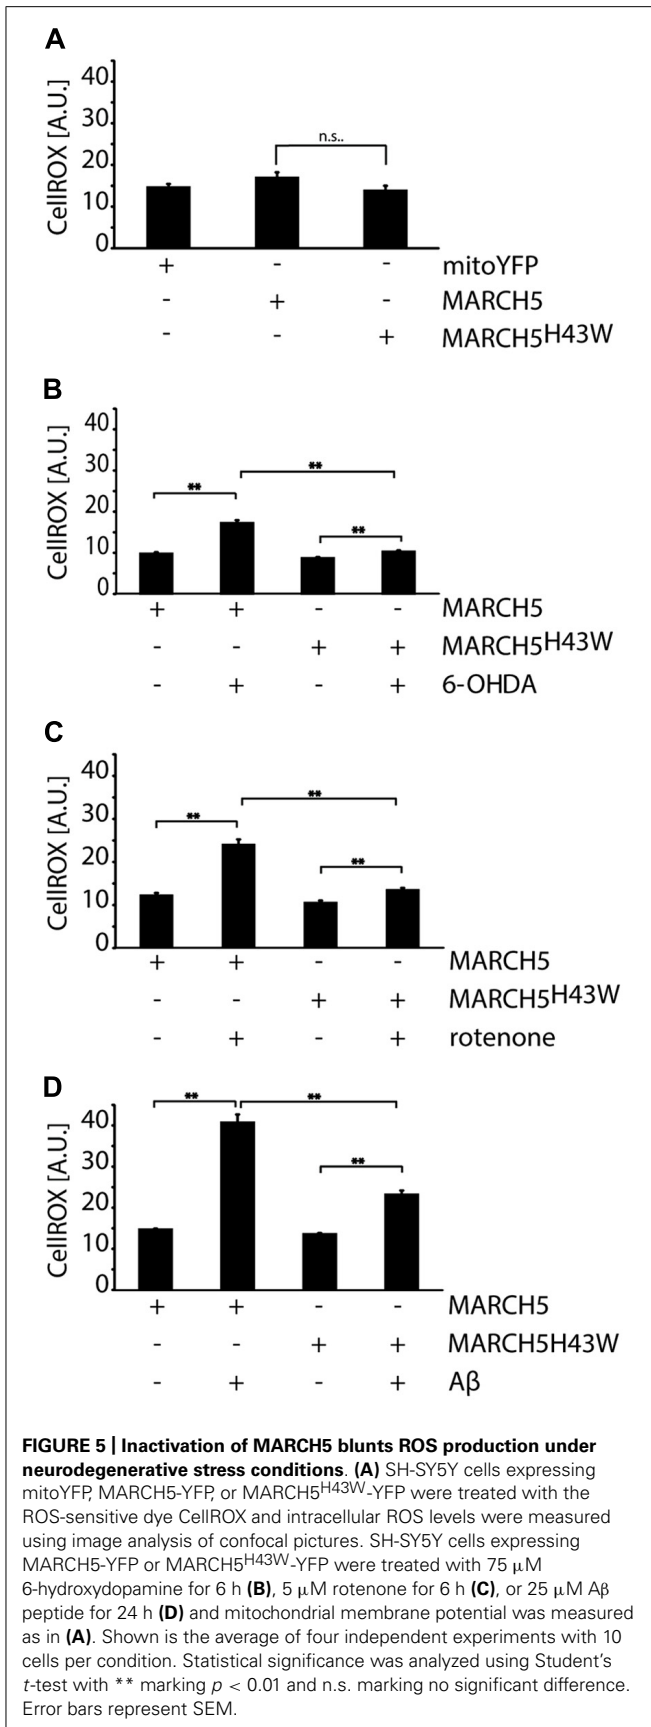 A
CellROX [A.U.]
40
30
20
10
0
n.s..
+ - - mitoYFP
- + - MARCH5
- - + MARCH5H43W
B
CellROX [A.U.]
40
30
20
10
0
** ** **
+ + - - MARCH5
- - + + MARCH5H43W
- + - + 6-OHDA
C
CellROX [A.U.]
40
30
20
10
0
** ** **
+ + - - MARCH5
- - + + MARCH5H43W
- + - + rotenone
D
CellROX [A.U.]
40
30
20
10
0
** ** **
+ + - - MARCH5
- - + + MARCH5H43W
- + - + Aβ
FIGURE 5 | Inactivation of MARCH5 blunts ROS production under
neurodegenerative stress conditions. (A) SH-SY5Y cells expressing
mitoYFP, MARCH5-YFP, or MARCH5H43W-YFP were treated with the
ROS-sensitive dye CellROX and intracellular ROS levels were measured
using image analysis of confocal pictures. SH-SY5Y cells expressing
MARCH5-YFP or MARCH5H43W-YFP were treated with 75 μM
6-hydroxydopamine for 6 h (B), 5 μM rotenone for 6 h (C), or 25 μM Aβ
peptide for 24 h (D) and mitochondrial membrane potential was measured
as in (A). Shown is the average of four independent experiments with 10
cells per condition. Statistical significance was analyzed using Student's
t-test with ** marking p < 0.01 and n.s. marking no significant difference.
Error bars represent SEM.